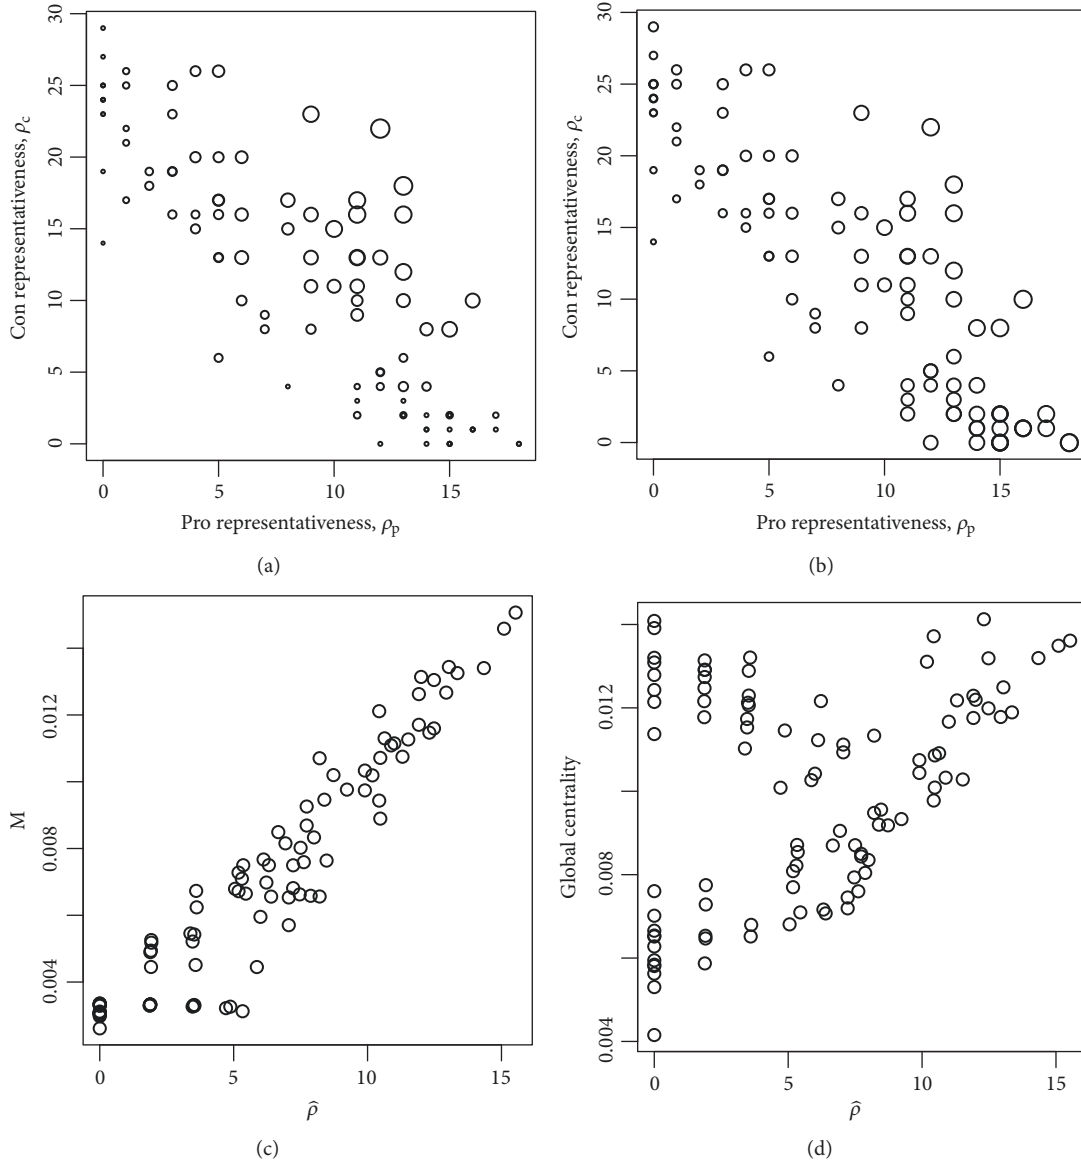 30
25
20
15
10
5
0
Con representativeness, ρc
0 5 10 15
Pro representativeness, ρp
(a)
30
25
20
15
10
5
0
Con representativeness, ρc
0 5 10 15
Pro representativeness, ρp
(b)
0.012
0.008
0.004
M
0 5 10 15
ρ̂
(c)
0.012
0.008
0.004
Global centrality
0 5 10 15
ρ̂
(d)